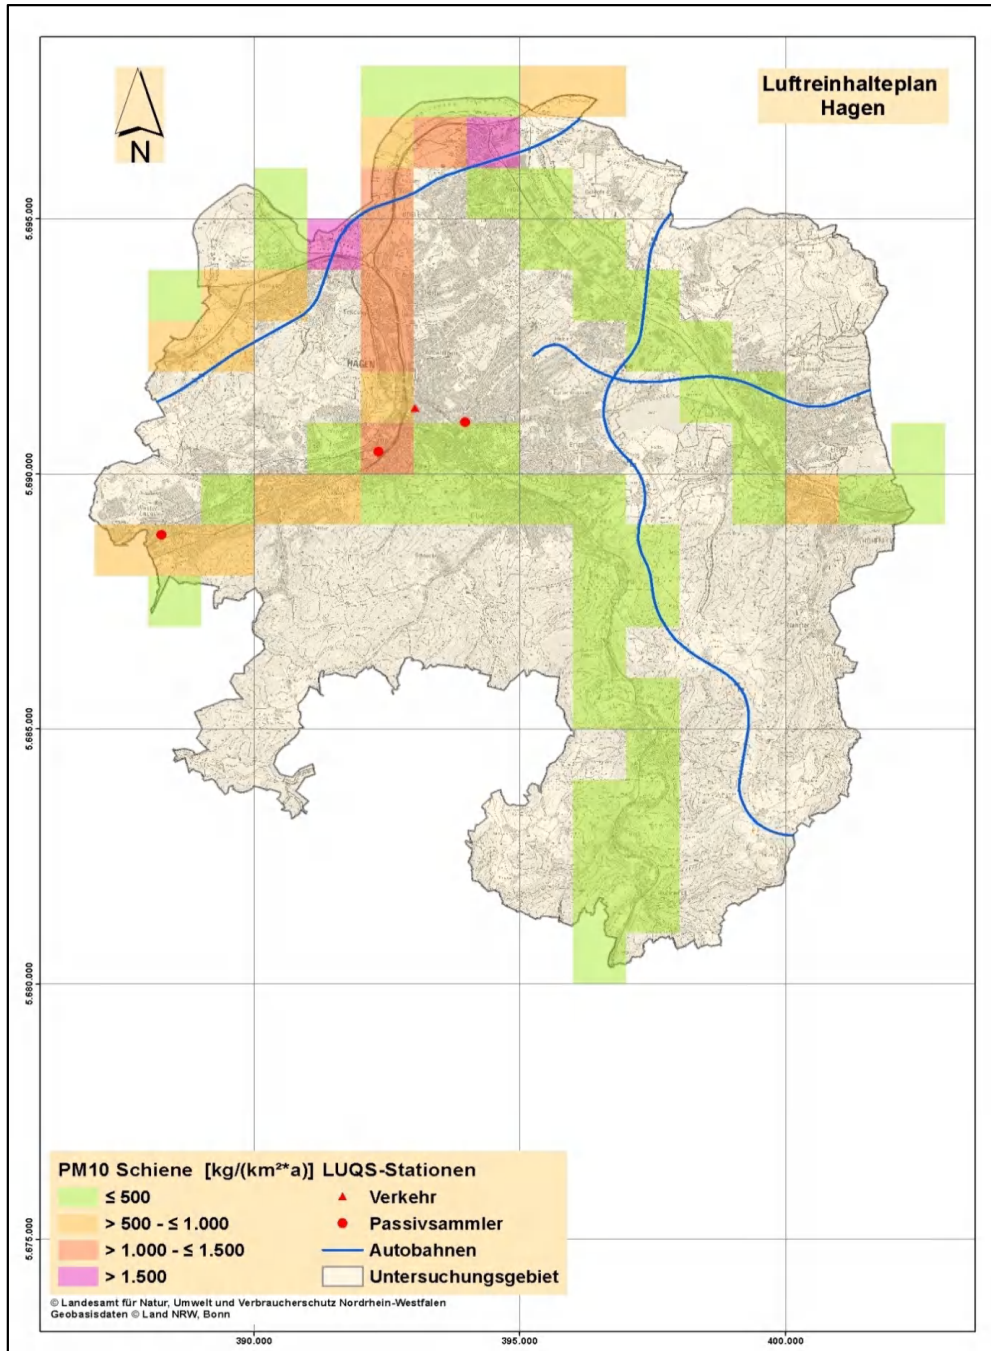 Luftreinhalteplan
Hagen
N
5.695.000
5.690.000
5.685.000
5.680.000
5.675.000
HAGEN
PM10 Schiene [kg/(km²*a)]
≤ 500
> 500 - ≤ 1.000
> 1.000 - ≤ 1.500
> 1.500
LUQS-Stationen
Verkehr
Passivsammler
Autobahnen
Untersuchungsgebiet
© Landesamt für Natur, Umwelt und Verbraucherschutz Nordrhein-Westfalen
Geobasisdaten © Land NRW, Bonn
390.000
395.000
400.000